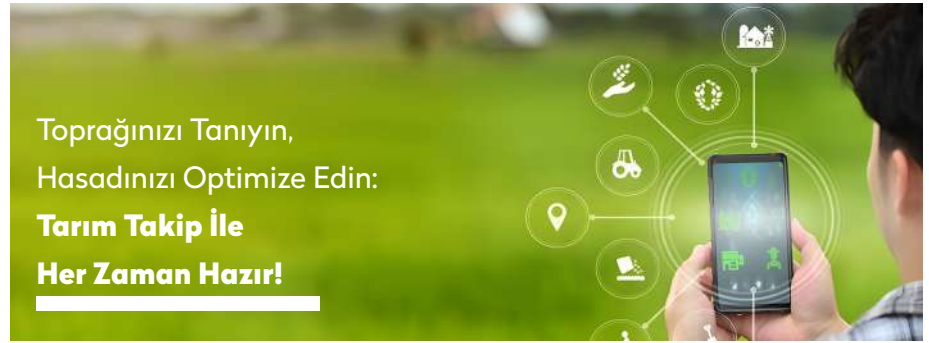 Toprağınızı Tanıyın,
Hasadınızı Optimize Edin:
Tarım Takip İle
Her Zaman Hazır!